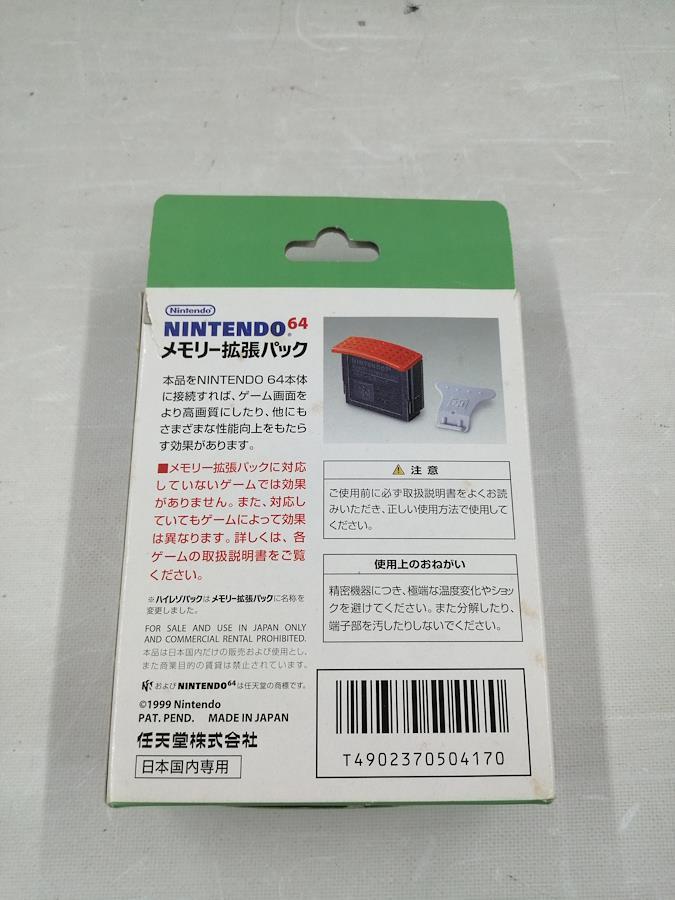 Nintendo
NINTENDO64
メモリー拡張パック
本品をNINTENDO 64本体
に接続すれば、ゲーム画面を
より高画質にしたり、他にも
さまざまな性能向上をもたら
す効果があります。
■メモリー拡張パックに対応
していないゲームでは効果
がありません。また、対応し
ていてもゲームによって効果
は異なります。詳しくは、各
ゲームの取扱説明書をご覧
ください。
※ハイレゾパックはメモリー拡張パックに名称を
変更しました。
FOR SALE AND USE IN JAPAN ONLY
AND COMMERCIAL RENTAL PROHIBITED.
本品は日本国内だけの販売および使用とし、
また商業目的の賃貸は禁止されています。
およびNINTENDO64は任天堂の商標です。
©1999 Nintendo
PAT. PEND. MADE IN JAPAN
任天堂株式会社
日本国内専用
NINTENDO64
⚠ 注意
ご使用前に必ず取扱説明書をよくお読
みいただき、正しい使用方法で使用して
ください。
使用上のおねがい
精密機器につき、極端な温度変化やショッ
クを避けてください。また分解したり、
端子部を汚したりしないでください。
T4902370504170